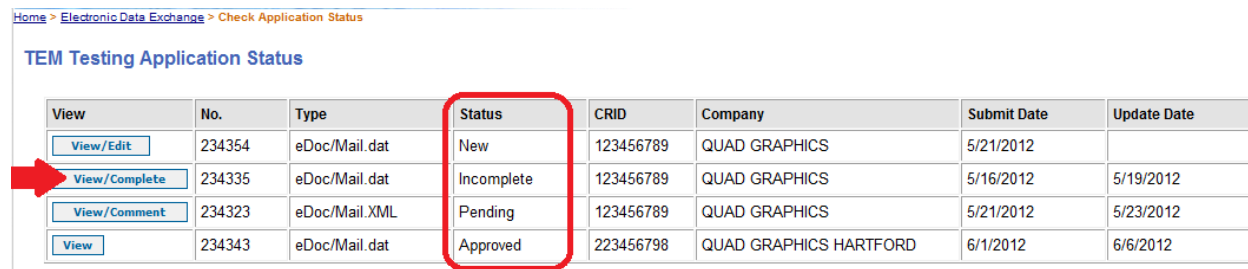 Home > Electronic Data Exchange > Check Application Status
TEM Testing Application Status
View No. Type Status CRID Company Submit Date Update Date
View/Edit 234354 eDoc/Mail.dat New 123456789 QUAD GRAPHICS 5/21/2012
View/Complete 234335 eDoc/Mail.dat Incomplete 123456789 QUAD GRAPHICS 5/16/2012 5/19/2012
View/Comment 234323 eDoc/Mail.XML Pending 123456789 QUAD GRAPHICS 5/21/2012 5/23/2012
View 234343 eDoc/Mail.dat Approved 223456798 QUAD GRAPHICS HARTFORD 6/1/2012 6/6/2012